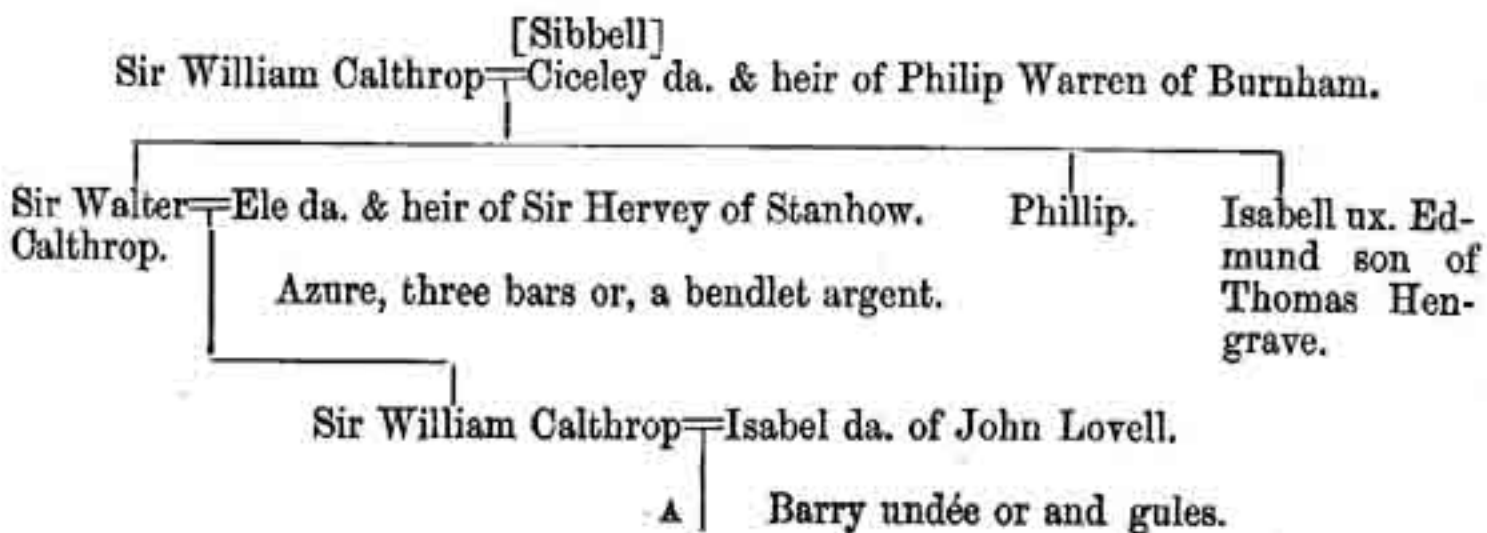 [Sibbell]
Sir William Calthrop Ciceley da. & heir of Philip Warren of Burnham.
Sir Walter Ele da. & heir of Sir Hervey of Stanhow.
Calthrop.
Phillip.
Isabell ux. Ed-
mund son of
Thomas Hen-
grave.
Azure, three bars or, a bendlet argent.
Sir William Calthrop Isabel da. of John Lovell.
A Barry undée or and gules.